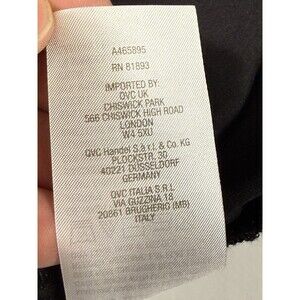 A465895
RN 81893
IMPORTED BY:
QVC UK
CHISWICK PARK
566 CHISWICK HIGH ROAD
LONDON
W4 5XU
QVC Handel S.à r.l. & Co. KG
PLOCKSTR. 30
40221 DÜSSELDORF
GERMANY
QVC ITALIA S.R.L
VIA GUZZINA 18
20861 BRUGHERIO (MB)
ITALY